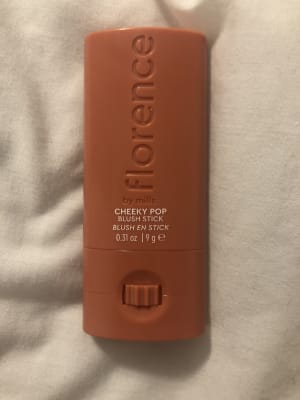 florence
by mills
CHEEKY POP
BLUSH STICK
BLUSH EN STICK
0.31 oz | 9 g ℮